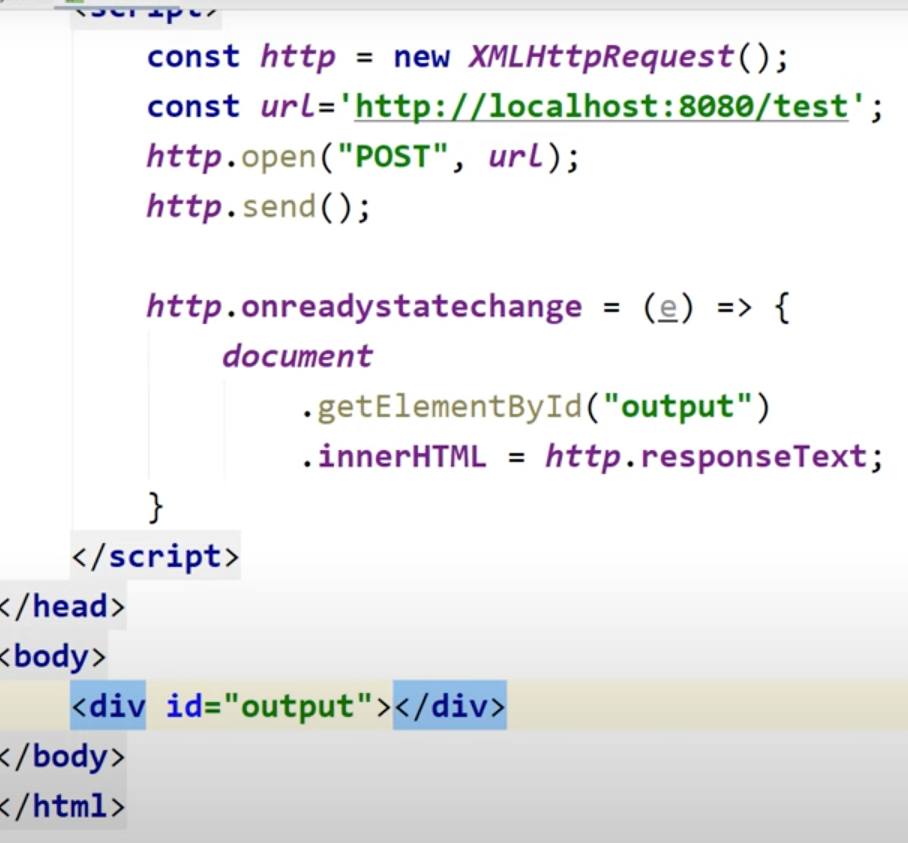 <script>
const http = new XMLHttpRequest();
const url='http://localhost:8080/test';
http.open("POST", url);
http.send();
http.onreadystatechange = (e) => {
document
.getElementById("output")
.innerHTML = http.responseText;
}
</script>
</head>
<body>
<div id="output"></div>
</body>
</html>